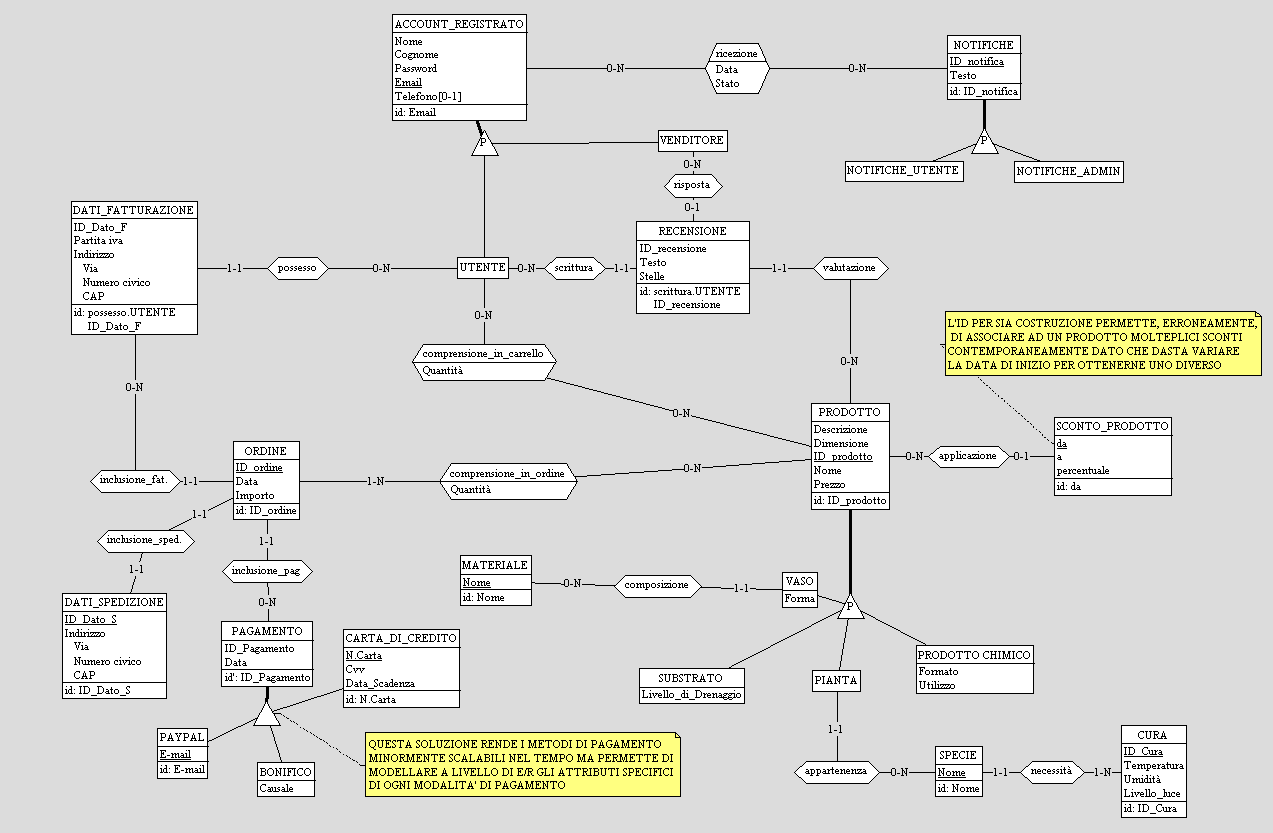 ACCOUNT_REGISTRATO
Nome
Cognome
Password
Email
Telefono[0-1]
id: Email
0-N
ricezione
Data
Stato
0-N
NOTIFICHE
ID_notifica
Testo
id: ID_notifica
P
NOTIFICHE_UTENTE
NOTIFICHE_ADMIN
P
VENDITORE
0-N
risposta
0-1
DATI_FATTURAZIONE
ID_Dato_F
Partita iva
Indirizzo
Via
Numero civico
CAP
id: possesso.UTENTE
ID_Dato_F
1-1
possesso
0-N
UTENTE
0-N
scrittura
1-1
RECENSIONE
ID_recensione
Testo
Stelle
id: scrittura.UTENTE
ID_recensione
1-1
valutazione
0-N
0-N
comprensione_in_carrello
Quantità
0-N
L'ID PER SIA COSTRUZIONE PERMETTE, ERRONEAMENTE,
DI ASSOCIARE AD UN PRODOTTO MOLTEPLICI SCONTI
CONTEMPORANEAMENTE DATO CHE DASTA VARIARE
LA DATA DI INIZIO PER OTTENERNE UNO DIVERSO
0-N
PRODOTTO
Descrizione
Dimensione
ID_prodotto
Nome
Prezzo
id: ID_prodotto
0-N
applicazione
0-1
SCONTO_PRODOTTO
da
a
percentuale
id: da
inclusione_fat.
1-1
ORDINE
ID_ordine
Data
Importo
id: ID_ordine
1-N
comprensione_in_ordine
Quantità
0-N
1-1
inclusione_sped.
1-1
1-1
inclusione_pag
0-N
DATI_SPEDIZIONE
ID_Dato_S
Indirizzo
Via
Numero civico
CAP
id: ID_Dato_S
PAGAMENTO
ID_Pagamento
Data
id': ID_Pagamento
CARTA_DI_CREDITO
N.Carta
Cvv
Data_Scadenza
id: N.Carta
MATERIALE
Nome
id: Nome
0-N
composizione
1-1
VASO
Forma
P
SUBSTRATO
Livello_di_Drenaggio
PIANTA
PRODOTTO CHIMICO
Formato
Utilizzo
PAYPAL
E-mail
id: E-mail
BONIFICO
Causale
QUESTA SOLUZIONE RENDE I METODI DI PAGAMENTO
MINORMENTE SCALABILI NEL TEMPO MA PERMETTE DI
MODELLARE A LIVELLO DI E/R GLI ATTRIBUTI SPECIFICI
DI OGNI MODALITA' DI PAGAMENTO
1-1
appartenenza
0-N
SPECIE
Nome
id: Nome
1-1
necessità
1-N
CURA
ID_Cura
Temperatura
Umidità
Livello_luce
id: ID_Cura